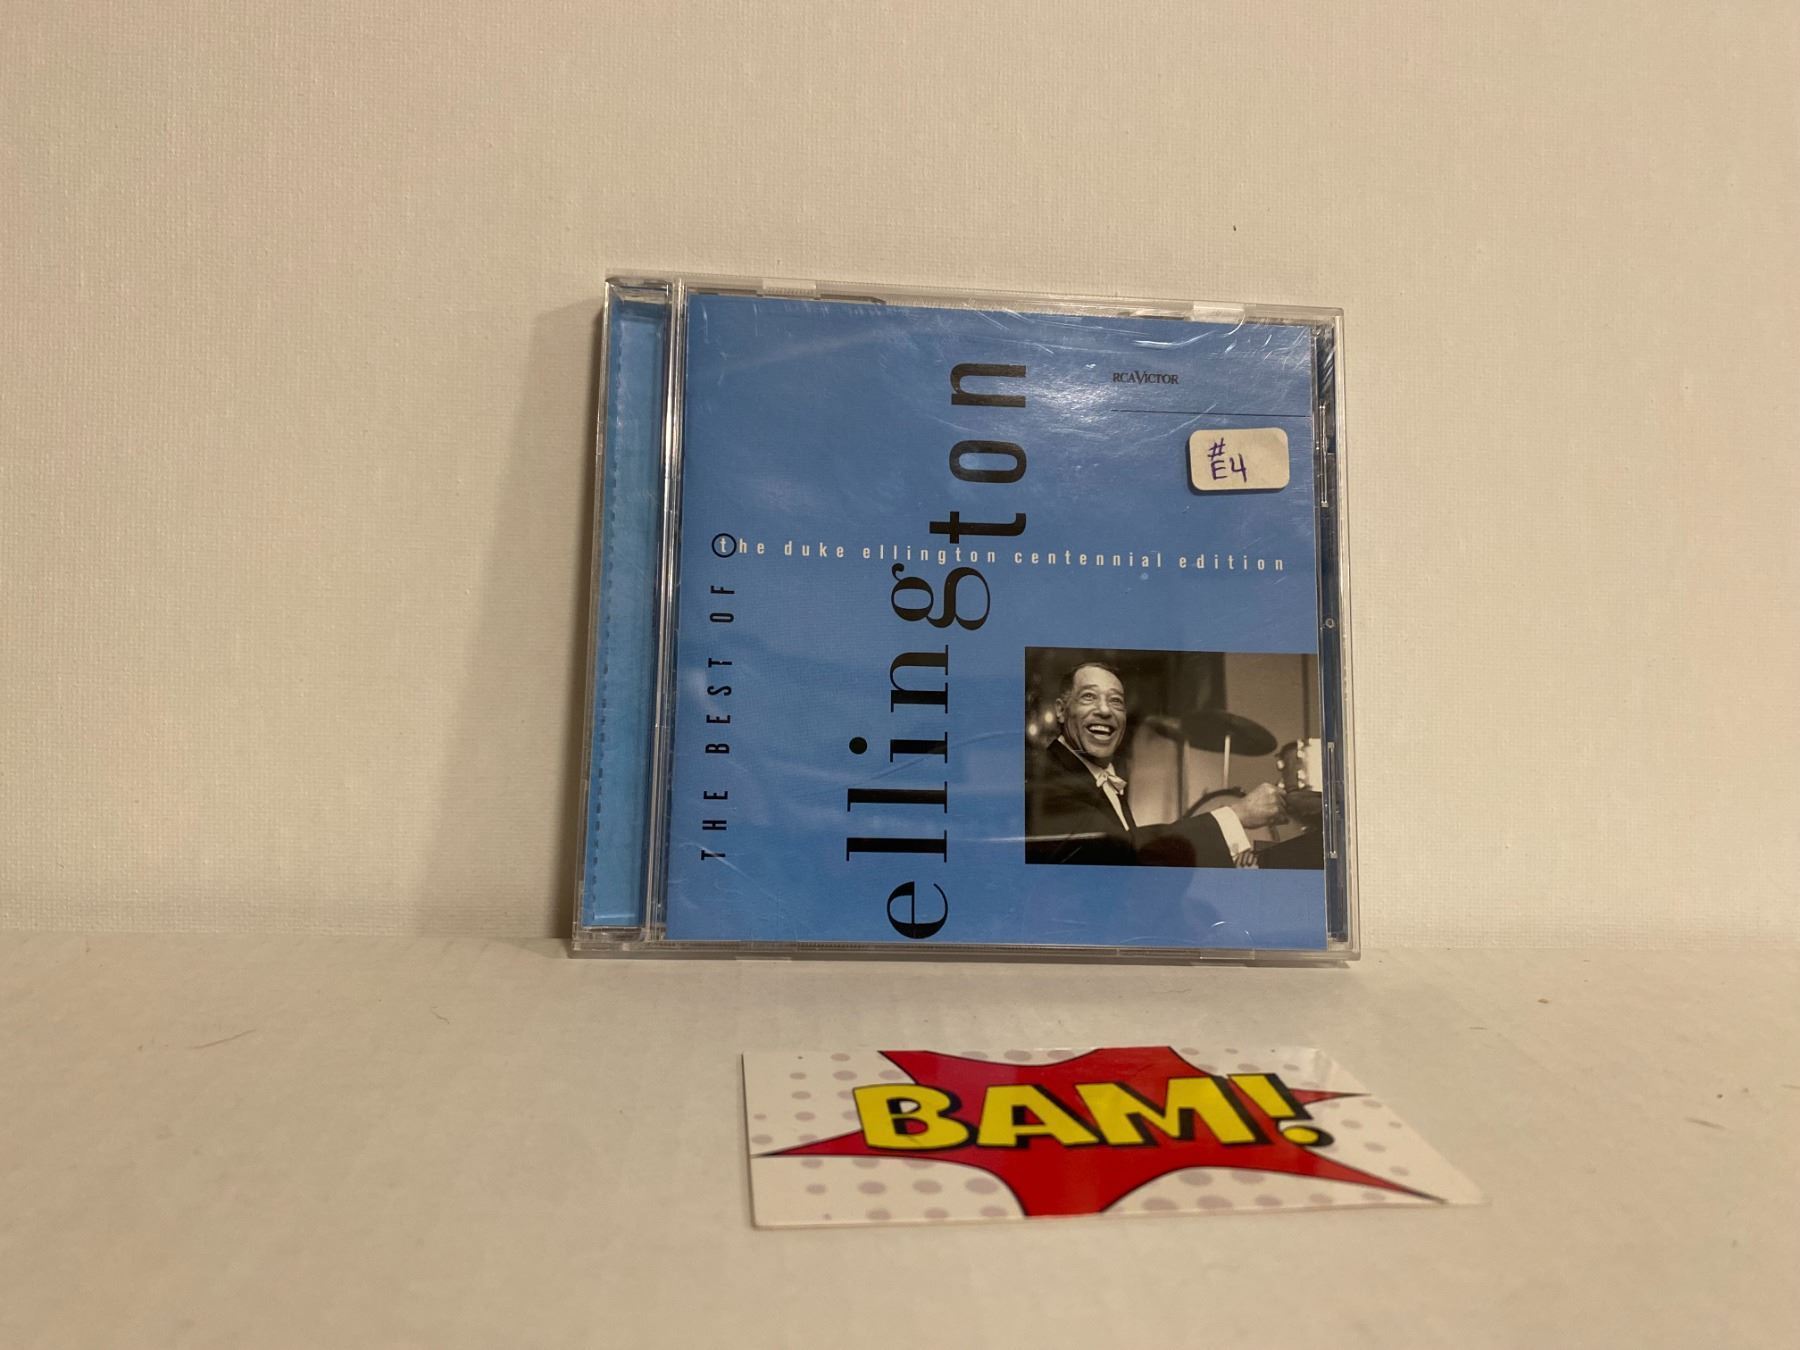 RCAVICTOR
#
E4
THE BEST OF
the duke ellington centennial edition
ellington
BAM!